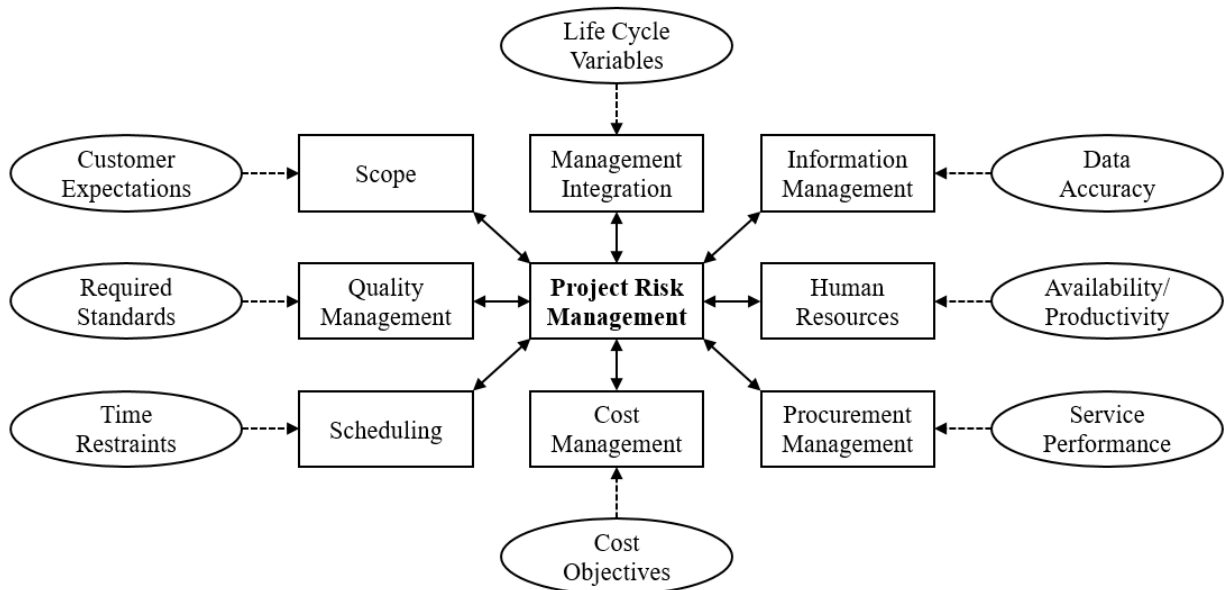 Life Cycle
Variables
Customer
Expectations
Scope
Management
Integration
Information
Management
Data
Accuracy
Required
Standards
Quality
Management
Project Risk
Management
Human
Resources
Availability/
Productivity
Time
Restraints
Scheduling
Cost
Management
Procurement
Management
Service
Performance
Cost
Objectives